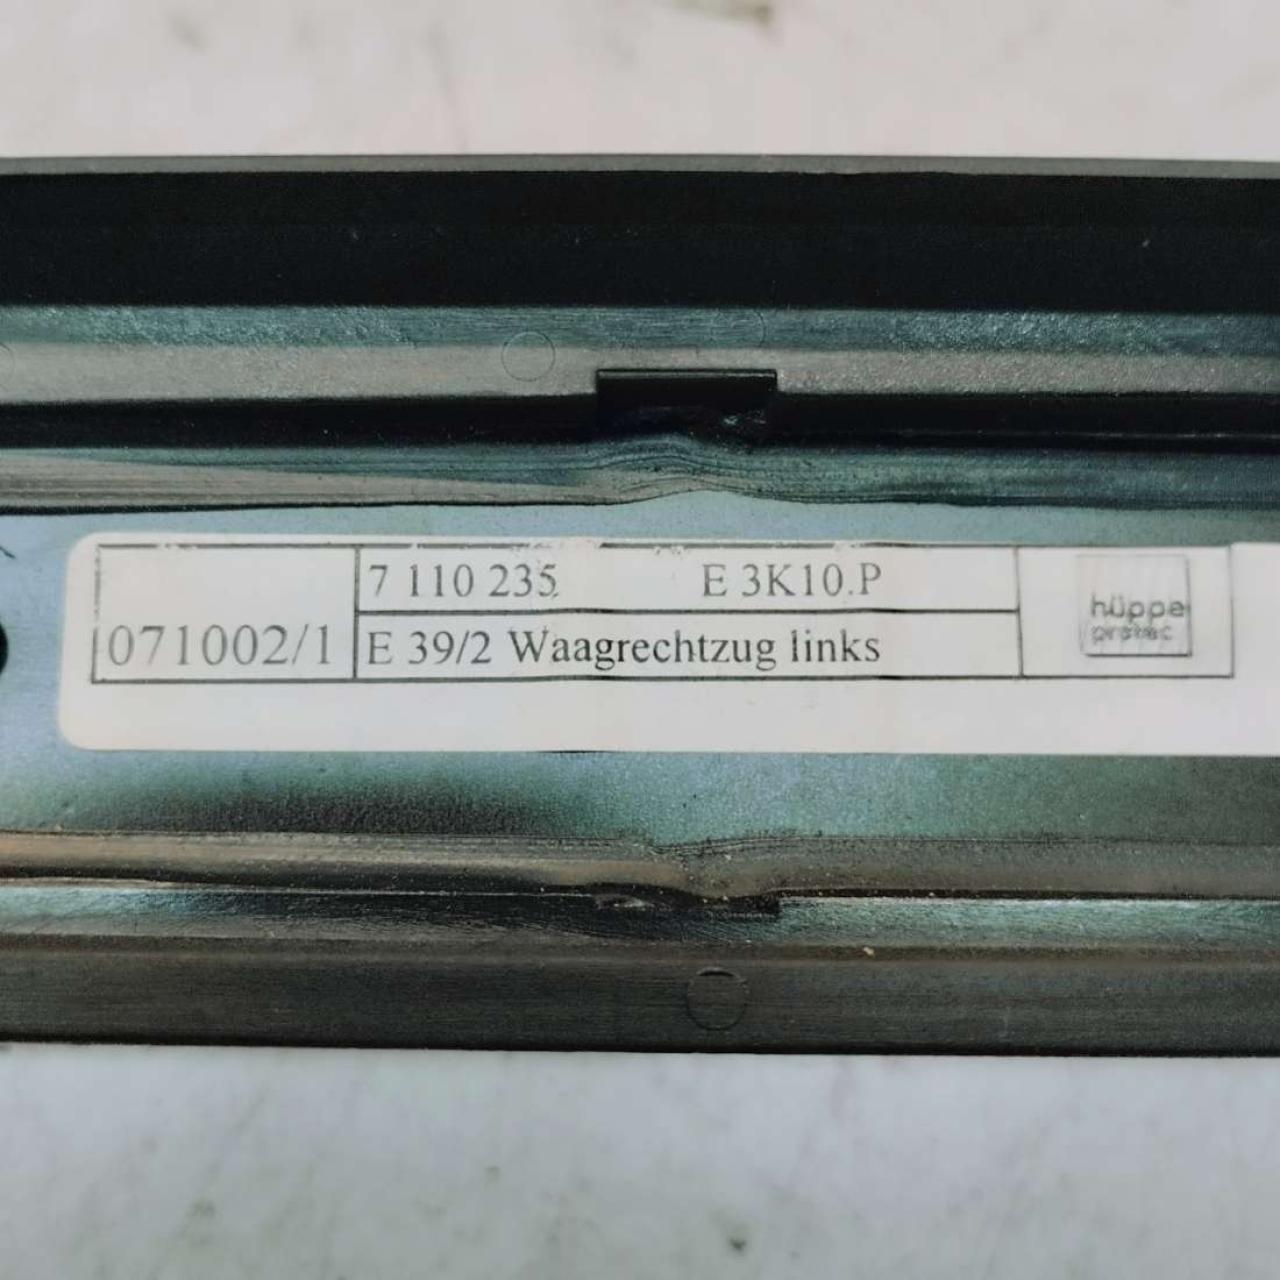 7 110 235 E 3K10.P
071002/1 E 39/2 Waagrechtzug links
hüppe
protec